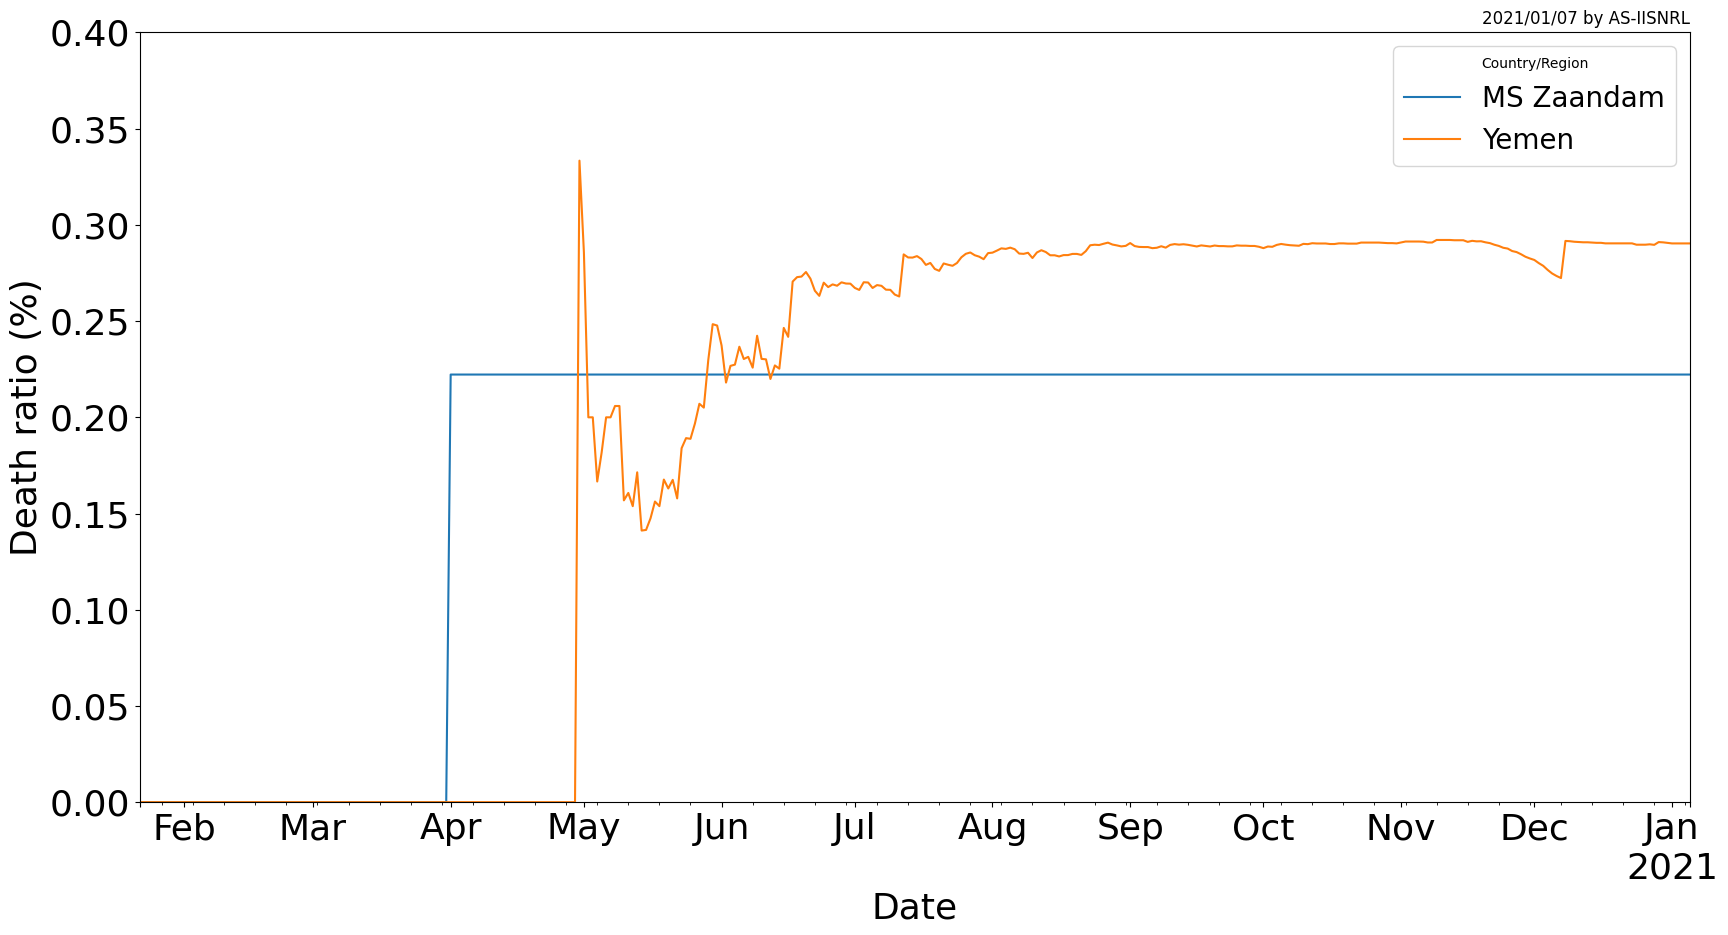 2021/01/07 by AS-IISNRL
Country/Region
MS Zaandam
Yemen
Death ratio (%)
0.40
0.35
0.30
0.25
0.20
0.15
0.10
0.05
0.00
Feb Mar Apr May Jun Jul Aug Sep Oct Nov Dec Jan
2021
Date